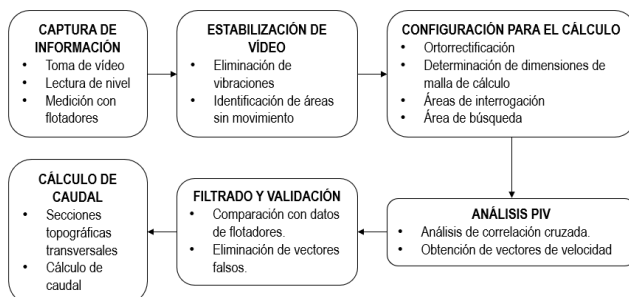 CAPTURA DE
INFORMACIÓN
• Toma de vídeo
• Lectura de nivel
• Medición con
flotadores
ESTABILIZACIÓN
DE VÍDEO
• Eliminación de
vibraciones
• Identificación de áreas
sin movimiento
CONFIGURACIÓN PARA EL CÁLCULO
• Ortorrectificación
• Determinación de dimensiones de
malla de cálculo
• Áreas de interrogación
• Área de búsqueda
ANÁLISIS PIV
• Análisis de correlación cruzada.
• Obtención de vectores de velocidad
FILTRADO Y VALIDACIÓN
• Comparación con datos
de flotadores.
• Eliminación de vectores
falsos.
CÁLCULO DE
CAUDAL
• Secciones
topográficas
transversales
• Cálculo de
caudal